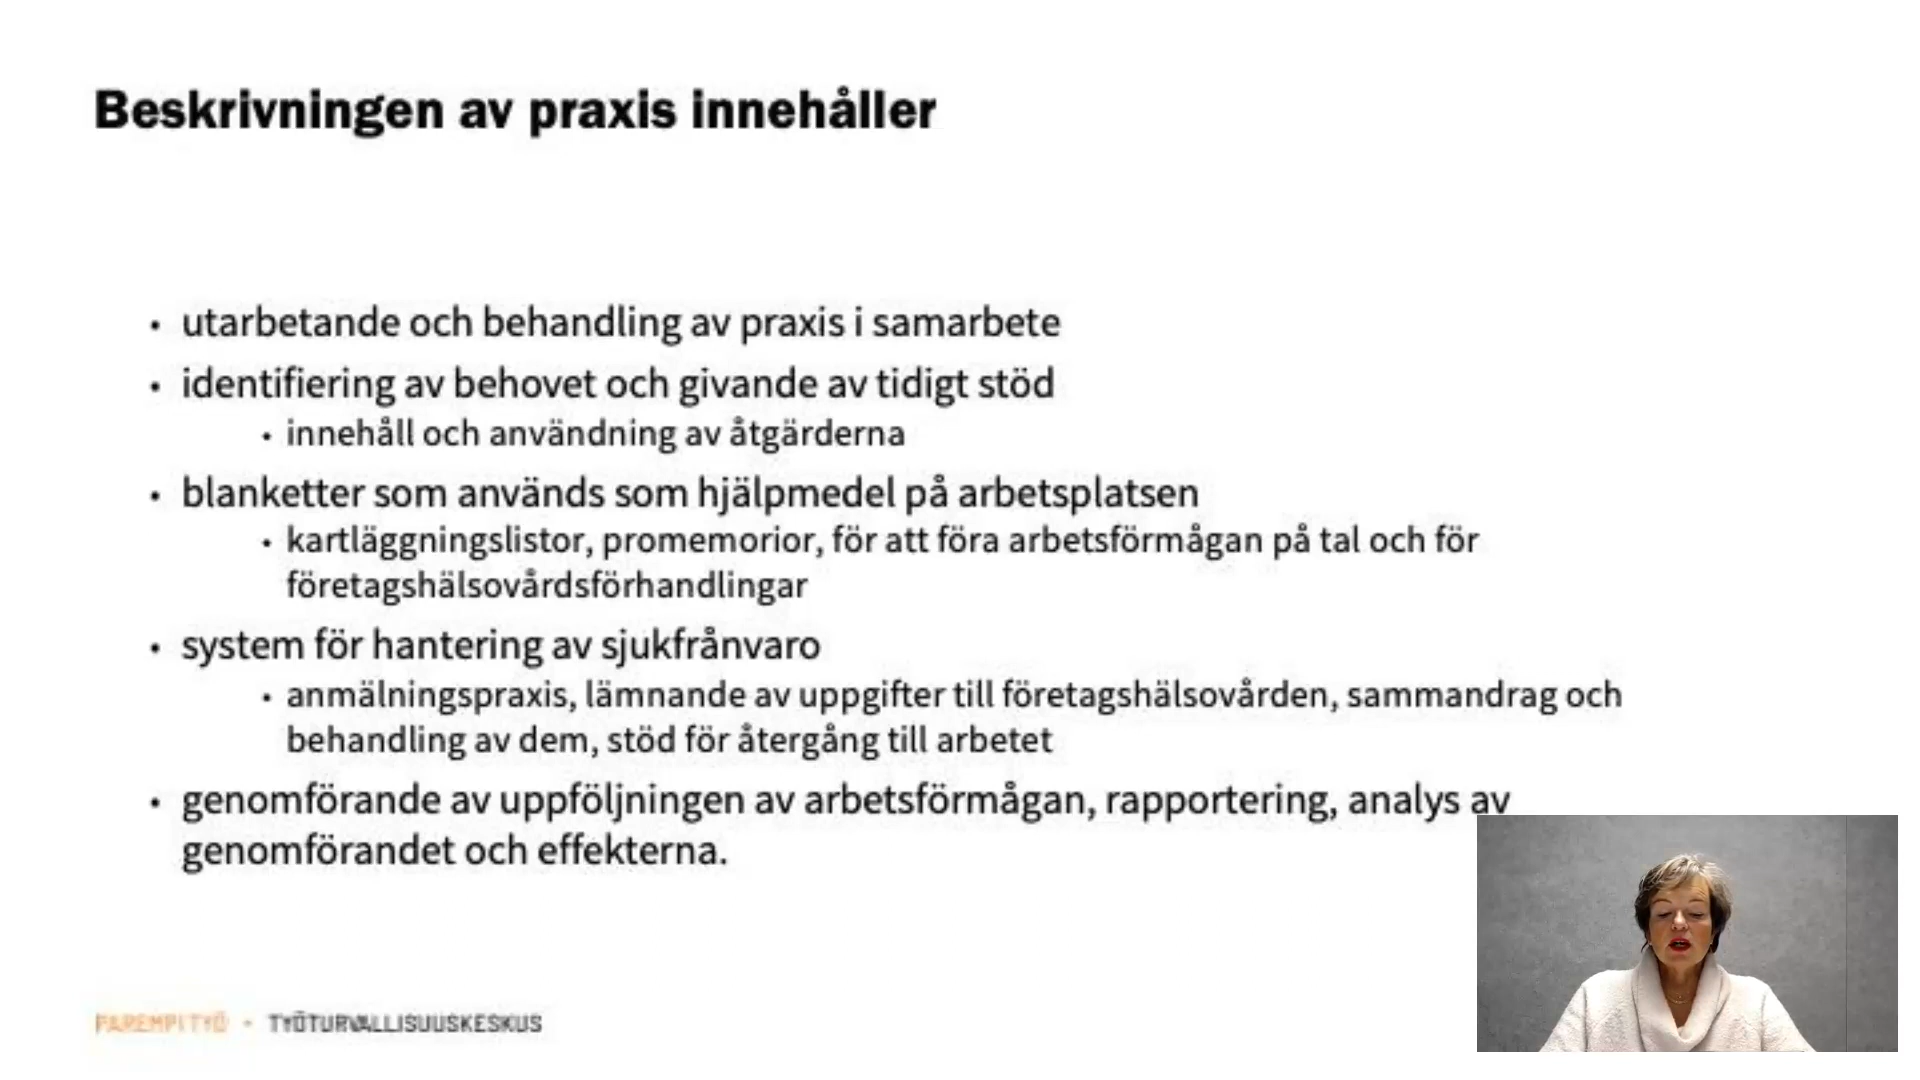 Beskrivningen av praxis innehåller
• utarbetande och behandling av praxis i samarbete
• identifiering av behovet och givande av tidigt stöd
• innehåll och användning av åtgärderna
• blanketter som används som hjälpmedel på arbetsplatsen
• kartläggningslistor, promemorior, för att föra arbetsförmågan på tal och för
företagshälsovårdsförhandlingar
• system för hantering av sjukfrånvaro
• anmälningspraxis, lämnande av uppgifter till företagshälsovården, sammandrag och
behandling av dem, stöd för återgång till arbetet
• genomförande av uppföljningen av arbetsförmågan, rapportering, analys av
genomförandet och effekterna.
PAREMPI TYÖ • TYÖTURVALLISUUSKESKUS